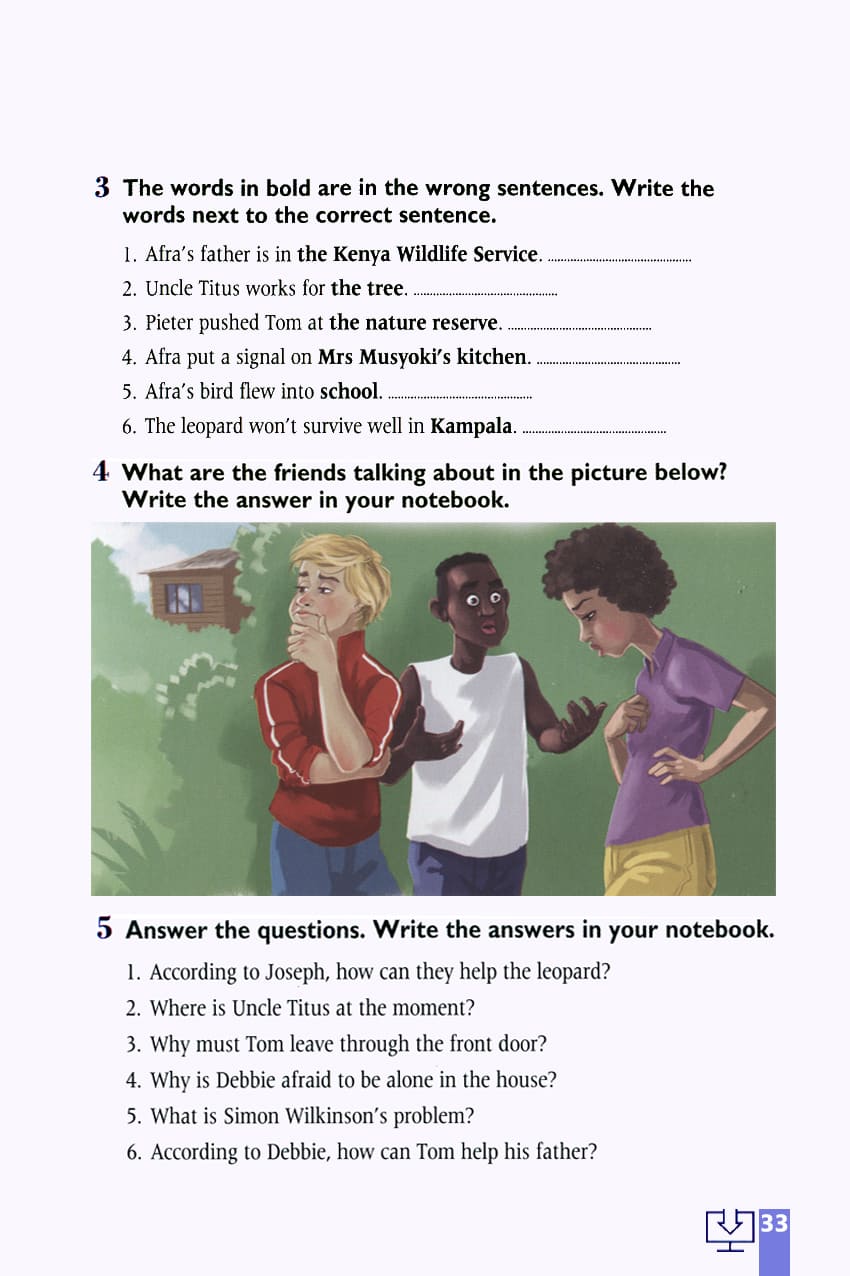 3 The words in bold are in the wrong sentences. Write the
words next to the correct sentence.
1. Afra's father is in the Kenya Wildlife Service. ............................................
2. Uncle Titus works for the tree. ............................................
3. Pieter pushed Tom at the nature reserve. ............................................
4. Afra put a signal on Mrs Musyoki's kitchen. ............................................
5. Afra's bird flew into school. ............................................
6. The leopard won't survive well in Kampala. ............................................
4 What are the friends talking about in the picture below?
Write the answer in your notebook.
5 Answer the questions. Write the answers in your notebook.
1. According to Joseph, how can they help the leopard?
2. Where is Uncle Titus at the moment?
3. Why must Tom leave through the front door?
4. Why is Debbie afraid to be alone in the house?
5. What is Simon Wilkinson's problem?
6. According to Debbie, how can Tom help his father?
33